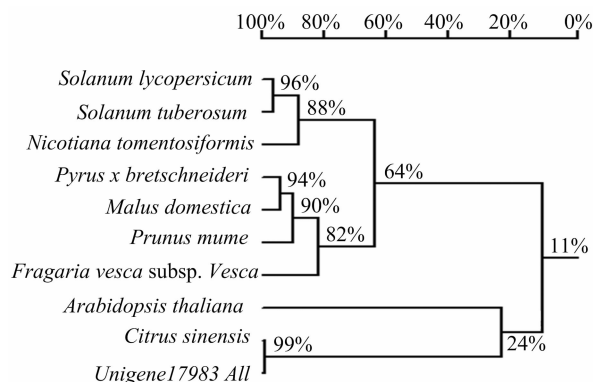 100% 80% 60% 40% 20% 0%
Solanum lycopersicum
96%
Solanum tuberosum
88%
Nicotiana tomentosiformis
Pyrus x bretschneideri
94%
64%
Malus domestica
90%
Prunus mume
82%
11%
Fragaria vesca subsp. Vesca
Arabidopsis thaliana
Citrus sinensis
99%
24%
Unigene17983 All